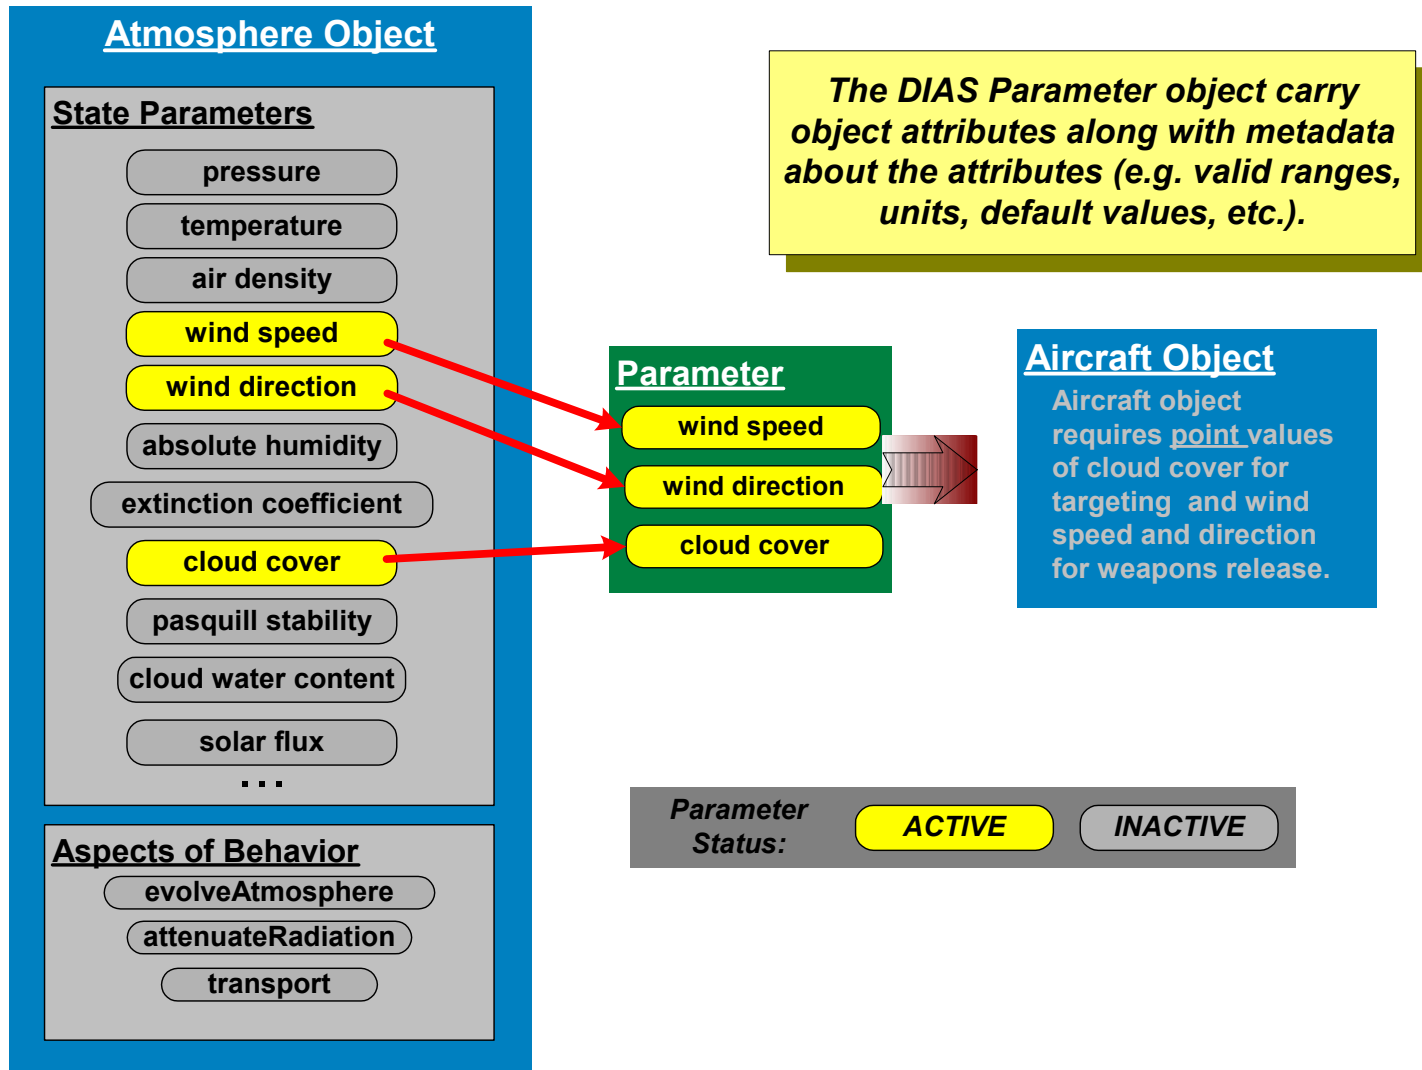 Atmosphere Object
State Parameters
pressure
temperature
air density
wind speed
wind direction
absolute humidity
extinction coefficient
cloud cover
pasquill stability
cloud water content
solar flux
...
Aspects of Behavior
evolveAtmosphere
attenuateRadiation
transport
The DIAS Parameter object carry
object attributes along with metadata
about the attributes (e.g. valid ranges,
units, default values, etc.).
Parameter
wind speed
wind direction
cloud cover
Aircraft Object
Aircraft object
requires point values
of cloud cover for
targeting and wind
speed and direction
for weapons release.
Parameter
Status:
ACTIVE
INACTIVE